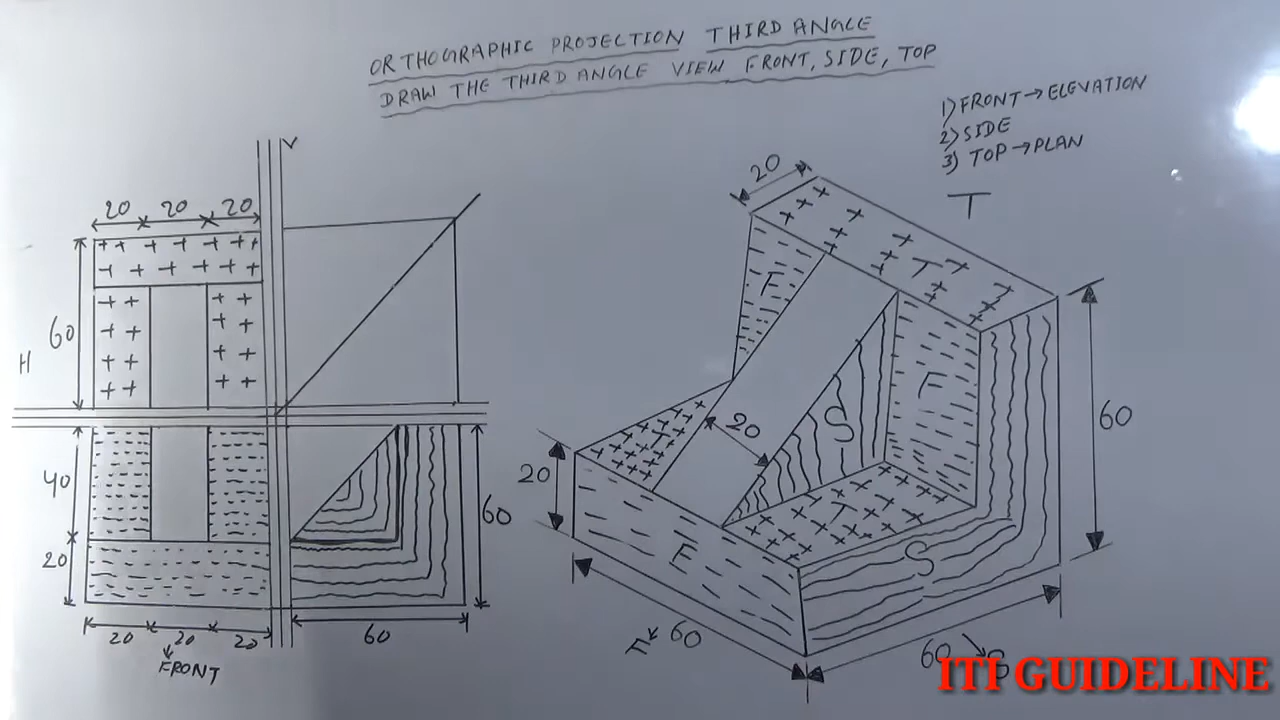 ORTHOGRAPHIC PROJECTION THIRD ANGLE
DRAW THE THIRD ANGLE VIEW FRONT, SIDE, TOP
1) FRONT → ELEVATION
2) SIDE
3) TOP → PLAN
T
V
20 20 20
60
H
40
20
60
20 20 20
FRONT
60
20
T
F
F
20
S
60
T
20
T
F
S
F
60
60
S
ITI GUIDELINE